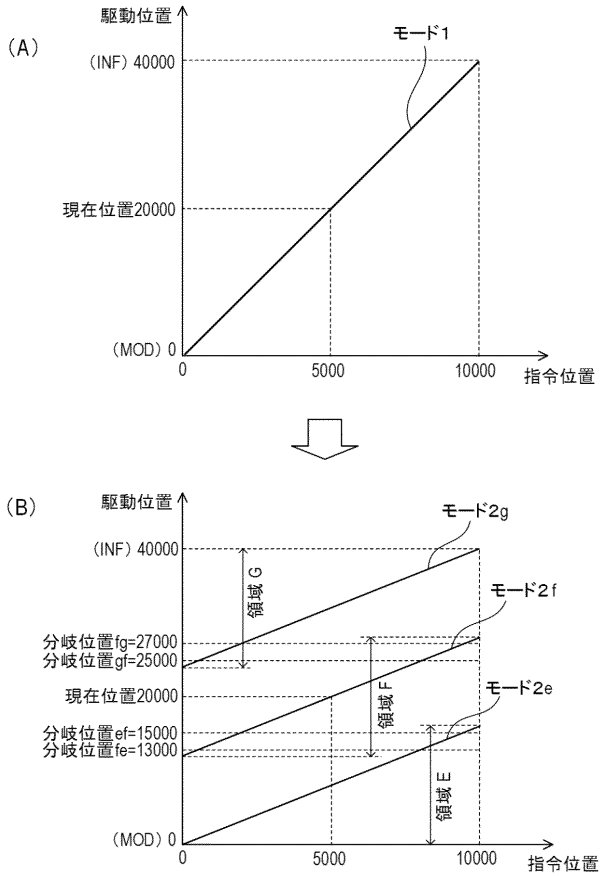 (A)
駆動位置
モード1
(INF) 40000
現在位置20000
(MOD) 0
0
5000
10000
指令位置
(B)
駆動位置
モード2g
(INF) 40000
領域 G
モード2f
分岐位置fg=27000
分岐位置gf=25000
現在位置20000
領域 F
モード2e
分岐位置ef=15000
分岐位置fe=13000
領域 E
(MOD) 0
0
5000
10000
指令位置